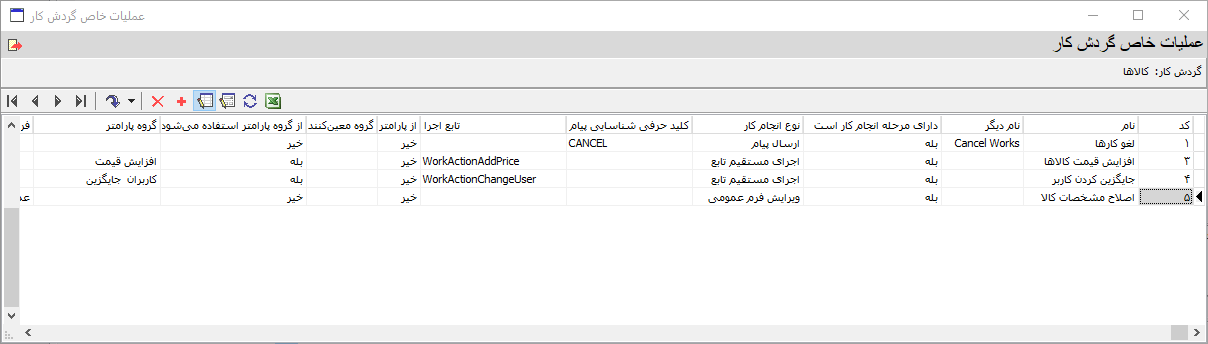 عملیات خاص گردش کار
عملیات خاص گردش کار
گردش کار: کالاها
کد نام نام دیگر دارای مرحله انجام کار است نوع انجام کار کلید حرفی شناسایی پیام تابع اجرا از پارامتر گروه معین‌کنند از گروه پارامتر استفاده می‌شود گروه پارامتر فر
۱ لغو کارها Cancel Works بله ارسال پیام CANCEL خیر خیر
۳ افزایش قیمت کالاها بله اجرای مستقیم تابع WorkActionAddPrice خیر بله افزایش قیمت
۴ جایگزین کردن کاربر بله اجرای مستقیم تابع WorkActionChangeUser خیر بله کاربران جایگزین
۵ اصلاح مشخصات کالا بله ویرایش فرم عمومی خیر خیر عد